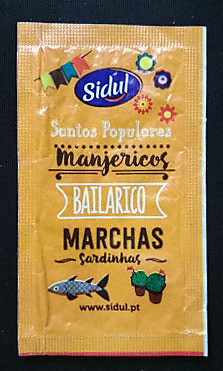 Sidul
Santos Populares
Manjericos
BAILARICO
MARCHAS
Sardinhas
www.sidul.pt